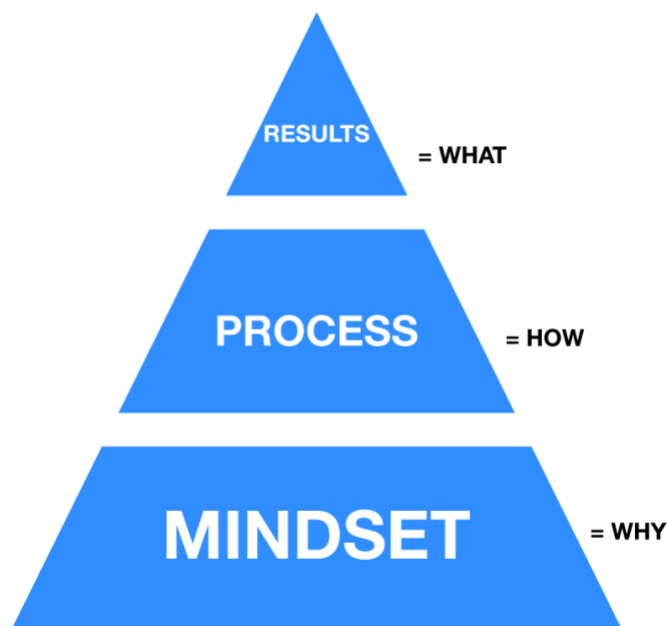 RESULTS
= WHAT
PROCESS
= HOW
MINDSET
= WHY